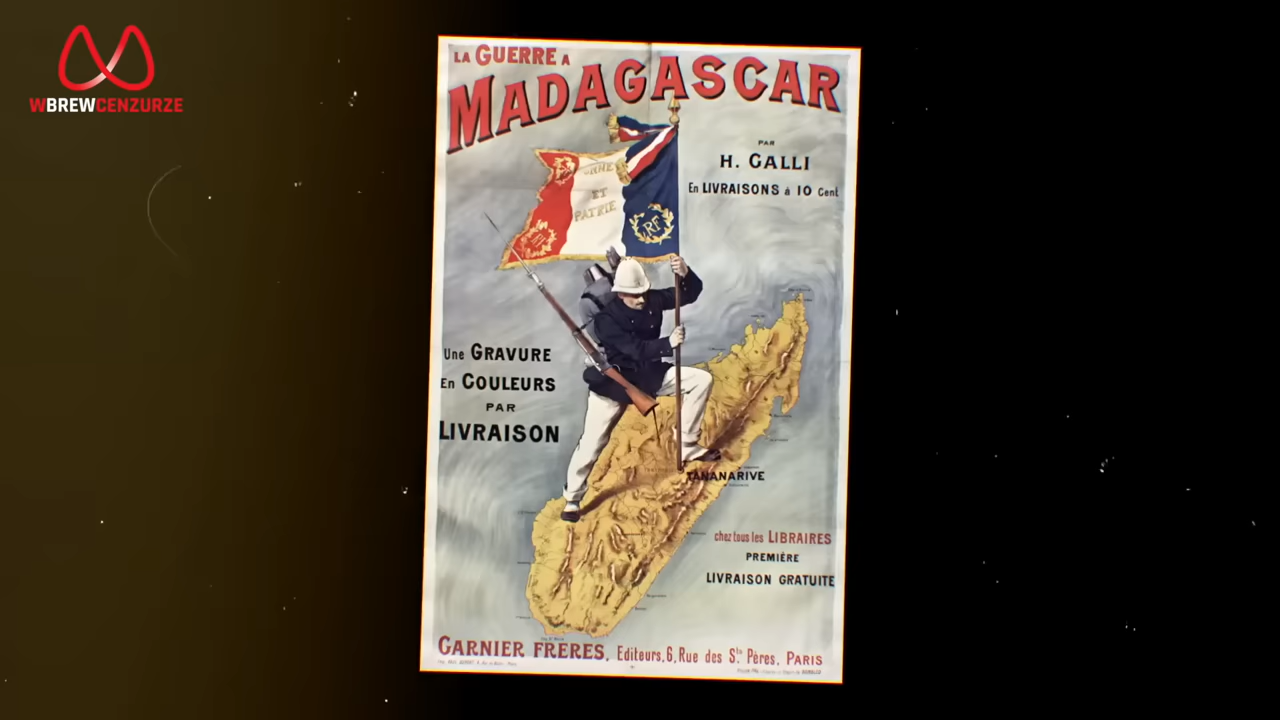 WBREWCENZURZE
LA GUERRE A
MADAGASCAR
PAR
H. GALLI
En LIVRAISONS à 10 Cent
ET
PATRIE
RF
Une GRAVURE
En COULEURS
PAR
LIVRAISON
TANANARIVE
chez tous les LIBRAIRES
PREMIÈRE
LIVRAISON GRATUITE
GARNIER FRÈRES, Editeurs, 6, Rue des Sts Pères, PARIS